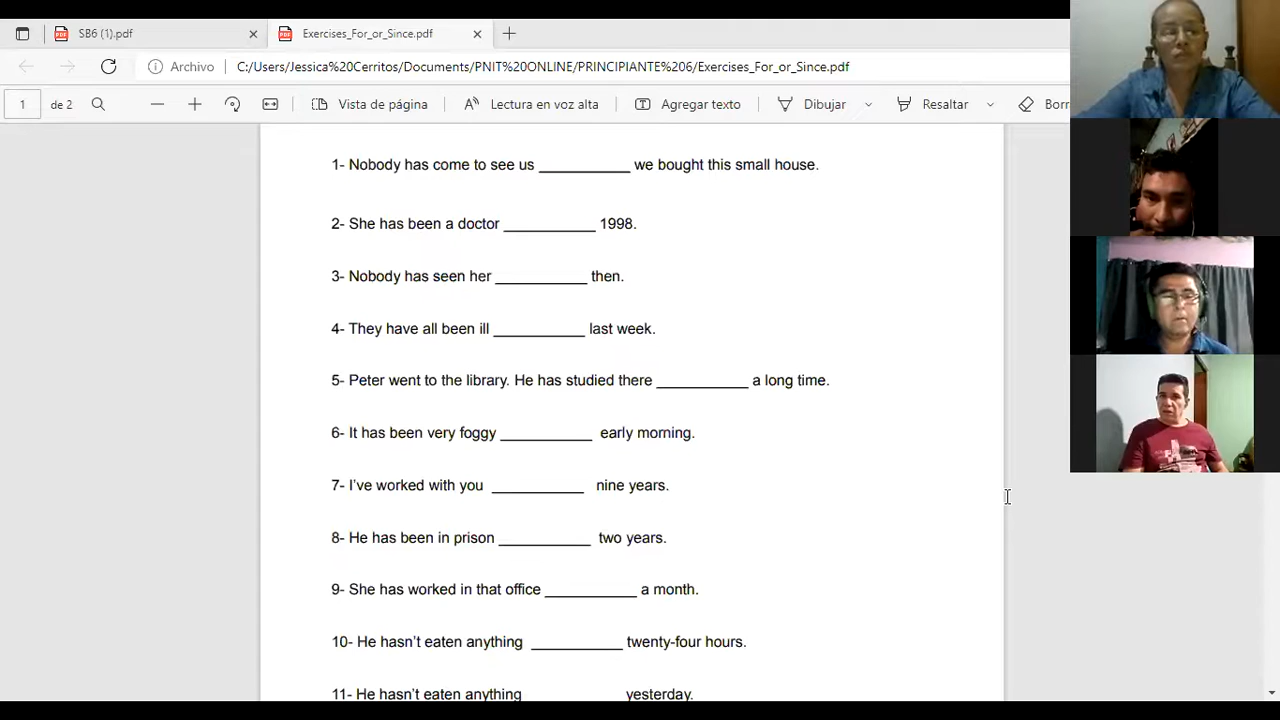 SB6 (1).pdf
Exercises_For_or_Since.pdf
Archivo C:/Users/Jessica%20Cerritos/Documents/PNIT%20ONLINE/PRINCIPIANTE%206/Exercises_For_or_Since.pdf
1 de 2 Vista de página Lectura en voz alta Agregar texto Dibujar Resaltar Borr
1- Nobody has come to see us ___________ we bought this small house.
2- She has been a doctor ___________ 1998.
3- Nobody has seen her ___________ then.
4- They have all been ill ___________ last week.
5- Peter went to the library. He has studied there ___________ a long time.
6- It has been very foggy ___________ early morning.
7- I’ve worked with you ___________ nine years.
8- He has been in prison ___________ two years.
9- She has worked in that office ___________ a month.
10- He hasn’t eaten anything ___________ twenty-four hours.
11- He hasn’t eaten anything ___________ yesterday.